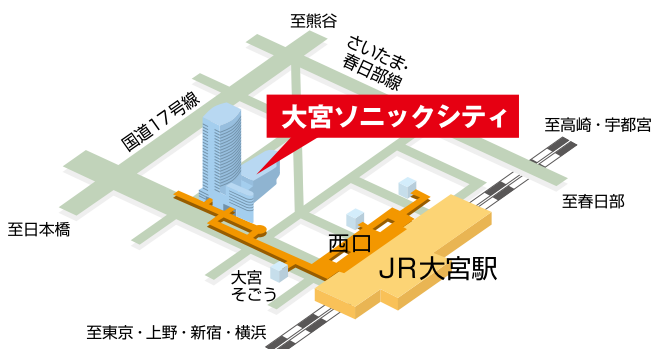 至熊谷
さいたま・
春日部線
国道17号線
大宮ソニックシティ
至高崎・宇都宮
至春日部
至日本橋
西口
JR大宮駅
大宮
そごう
至東京・上野・新宿・横浜